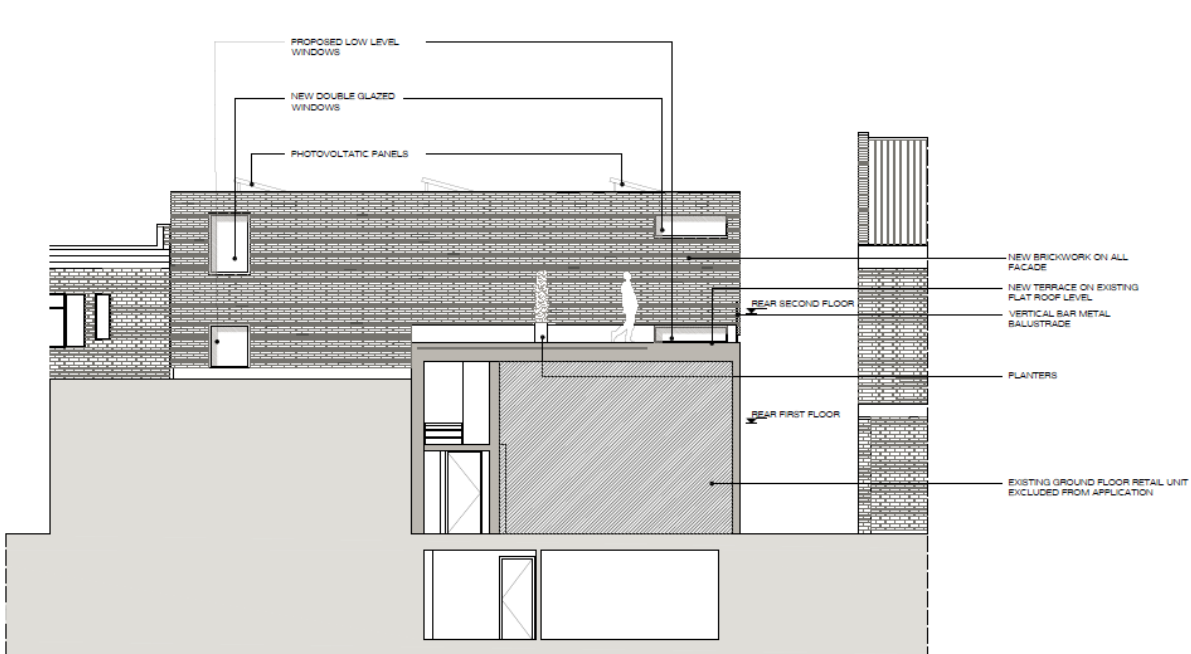 PROPOSED LOW LEVEL
WINDOWS
NEW DOUBLE GLAZED
WINDOWS
PHOTOVOLTATIC PANELS
NEW BRICKWORK ON ALL
FACADE
NEW TERRACE ON EXISTING
FLAT ROOF LEVEL
REAR SECOND FLOOR
VERTICAL BAR METAL
BALUSTRADE
PLANTERS
REAR FIRST FLOOR
EXISTING GROUND FLOOR RETAIL UNIT
EXCLUDED FROM APPLICATION